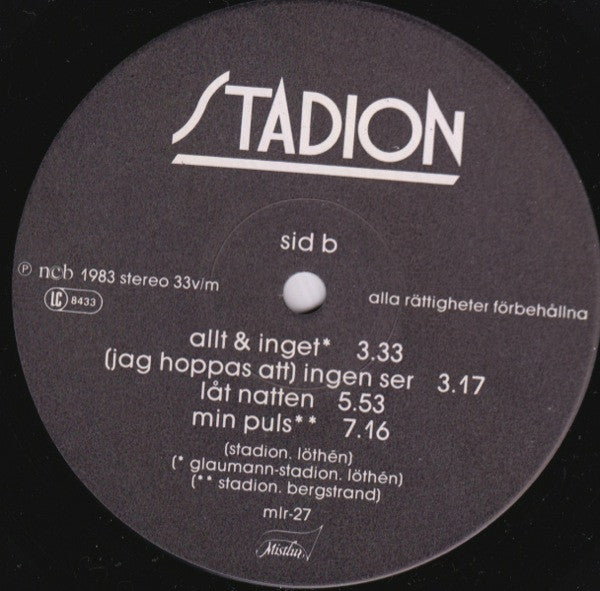 STADION
sid b
℗ ncb 1983 stereo 33v/m
LC 8433
alla rättigheter förbehållna
allt & inget* 3.33
(jag hoppas att) ingen ser 3.17
låt natten 5.53
min puls** 7.16
(stadion. löthén)
(* glaumann-stadion. löthén)
(** stadion. bergstrand)
mlr-27
Mistlur